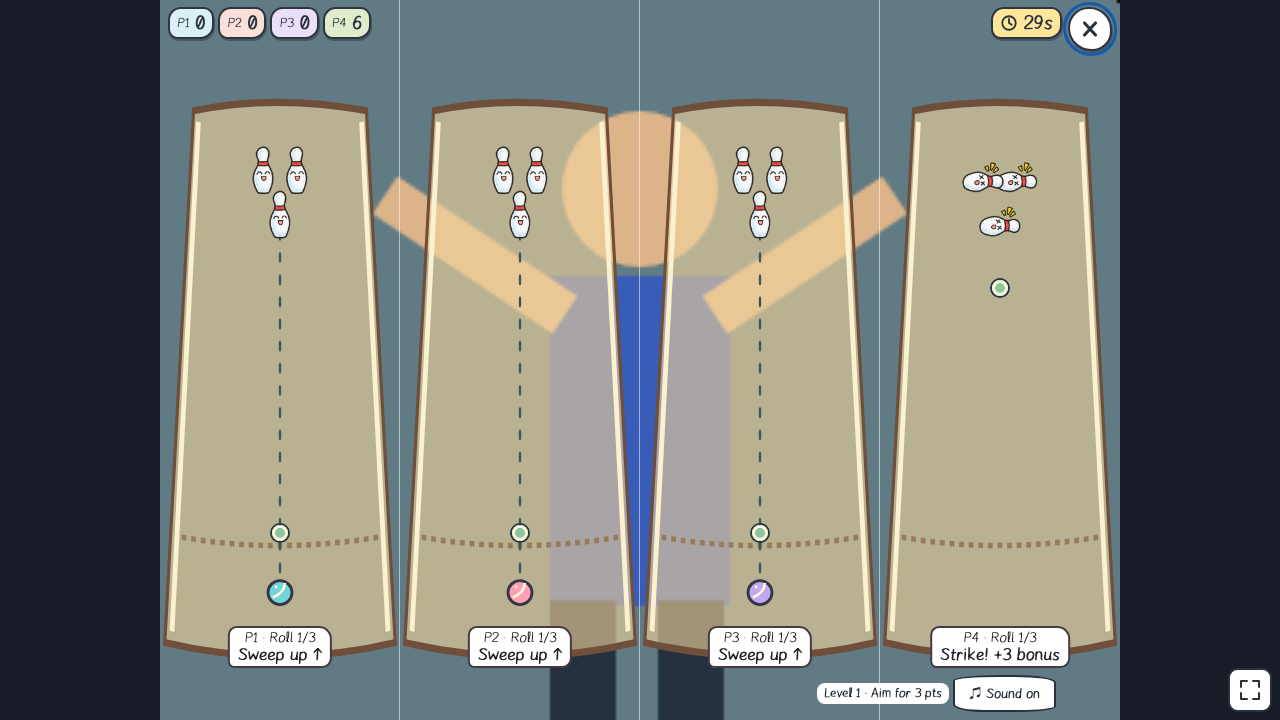 P1 0
P2 0
P3 0
P4 6
29s
P1 · Roll 1/3
Sweep up ↑
P2 · Roll 1/3
Sweep up ↑
P3 · Roll 1/3
Sweep up ↑
P4 · Roll 1/3
Strike! +3 bonus
Level 1 · Aim for 3 pts
Sound on